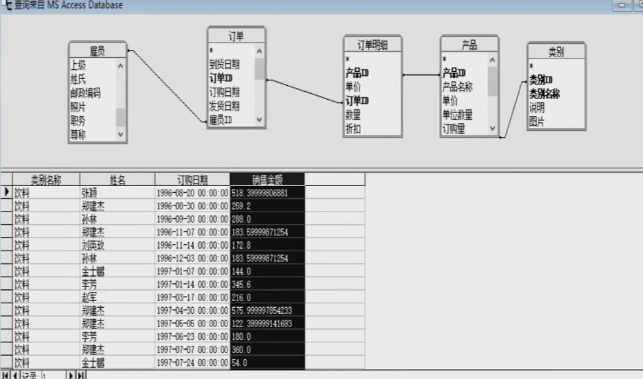 查询来自 MS Access Database
雇员
上级
姓氏
邮政编码
照片
职务
尊称
订单
*
到货日期
订单ID
订购日期
发货日期
雇员ID
订单明细
*
产品ID
单价
订单ID
数量
折扣
产品
*
产品ID
产品名称
单价
单位数量
订购量
类别
*
类别ID
类别名称
说明
图片
类别名称 姓名 订购日期 销售金额
饮料 张颖 1996-08-20 00:00:00 518.39999806881
饮料 郑建杰 1996-08-30 00:00:00 259.2
饮料 孙林 1996-09-30 00:00:00 288.0
饮料 郑建杰 1996-11-07 00:00:00 183.59999871254
饮料 刘英玫 1996-11-14 00:00:00 172.8
饮料 孙林 1996-12-03 00:00:00 183.59999871254
饮料 金士鹏 1997-01-07 00:00:00 144.0
饮料 李芳 1997-01-14 00:00:00 345.6
饮料 赵军 1997-03-17 00:00:00 216.0
饮料 郑建杰 1997-04-30 00:00:00 575.999997854233
饮料 郑建杰 1997-05-05 00:00:00 122.399999141693
饮料 李芳 1997-06-23 00:00:00 180.0
饮料 郑建杰 1997-07-07 00:00:00 360.0
饮料 金士鹏 1997-07-24 00:00:00 54.0
记录: 1